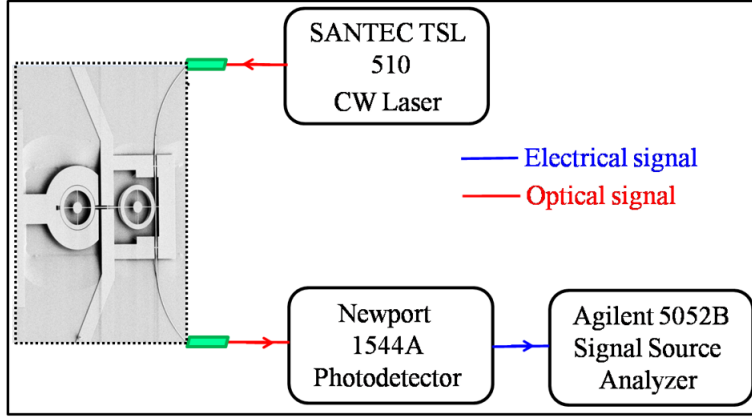 SANTEC TSL
510
CW Laser
Electrical signal
Optical signal
Newport
1544A
Photodetector
Agilent 5052B
Signal Source
Analyzer